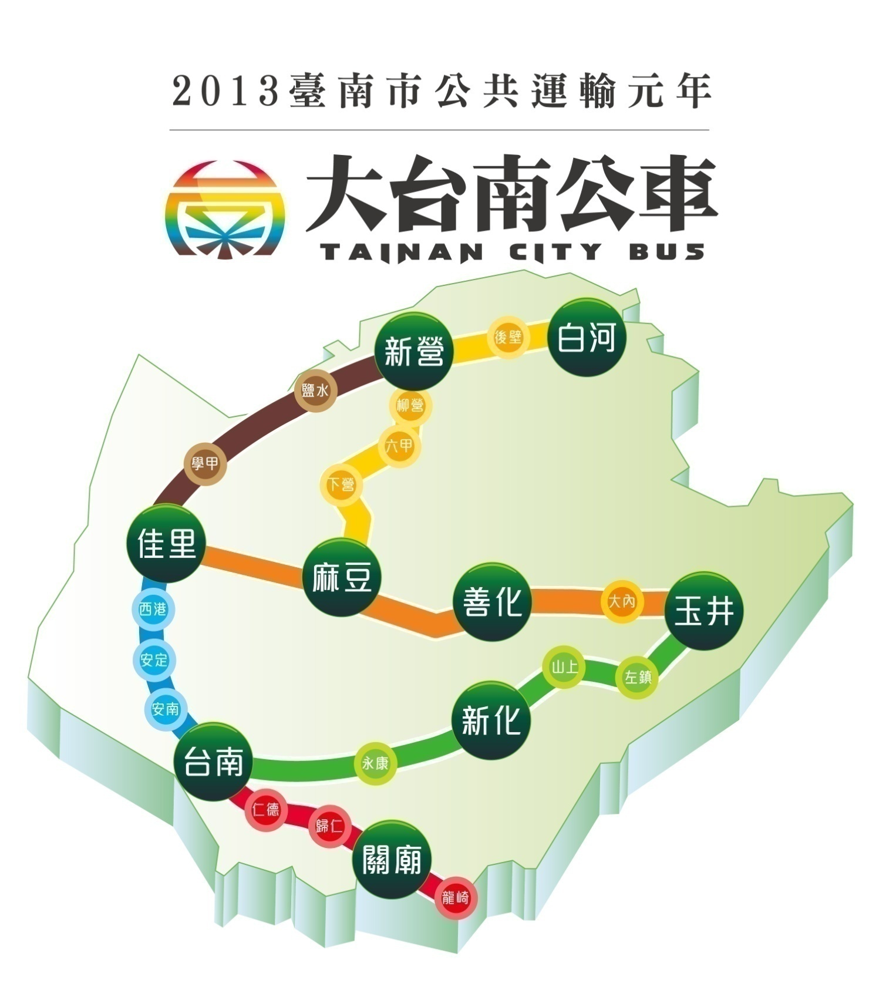 2013臺南市公共運輸元年
大台南公車
TAINAN CITY BUS
白河
後壁
新營
鹽水
柳營
六甲
學甲
下營
佳里
麻豆
善化
大內
玉井
西港
安定
山上
左鎮
安南
新化
台南
永康
仁德
歸仁
關廟
龍崎